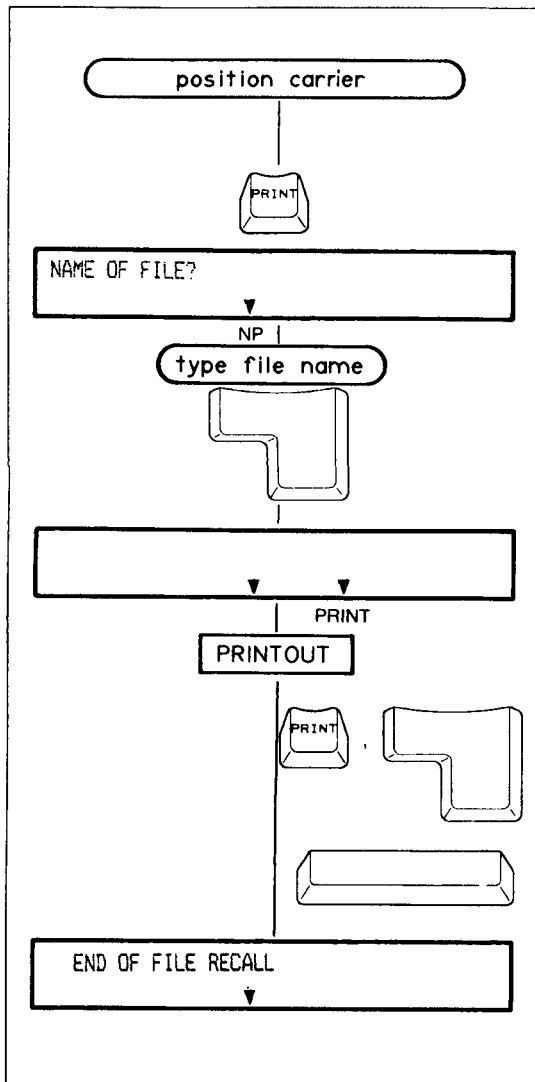 position carrier
PRINT
NAME OF FILE?
NP
type file name
PRINT
PRINTOUT
PRINT ,
END OF FILE RECALL